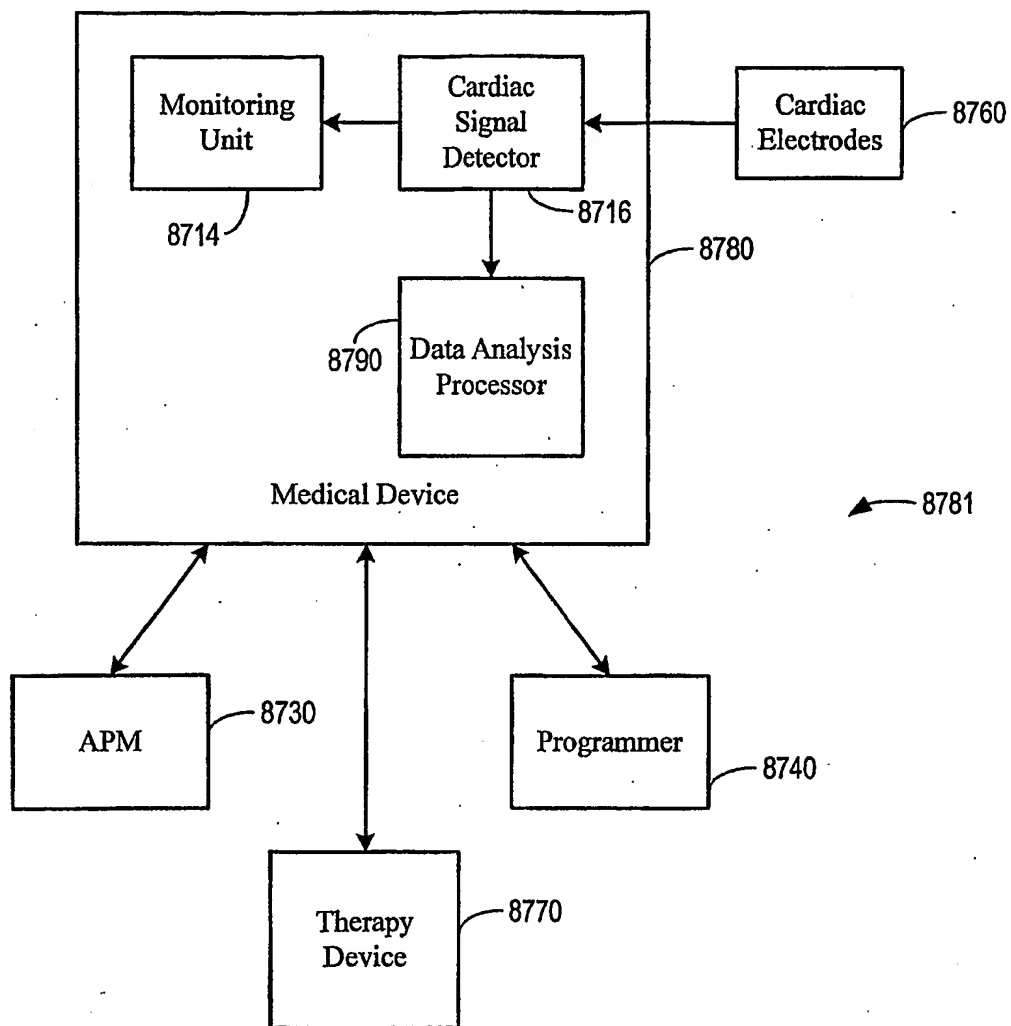 Monitoring
Unit
8714
Cardiac
Signal
Detector
8716
Cardiac
Electrodes
8760
8780
8790
Data Analysis
Processor
Medical Device
8781
APM
8730
Programmer
8740
Therapy
Device
8770